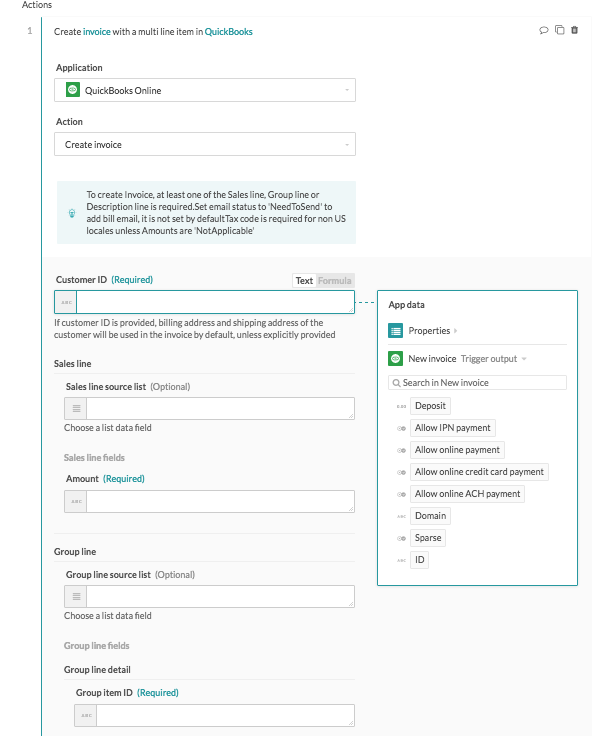 Actions
1
Create invoice with a multi line item in QuickBooks
Application
QuickBooks Online
Action
Create invoice
To create Invoice, at least one of the Sales line, Group line or
Description line is required.Set email status to 'NeedToSend' to
add bill email, it is not set by defaultTax code is required for non US
locales unless Amounts are 'NotApplicable'
Customer ID (Required)
Text Formula
ABC
If customer ID is provided, billing address and shipping address of the
customer will be used in the invoice by default, unless explicitly provided
Sales line
Sales line source list (Optional)
Choose a list data field
Sales line fields
Amount (Required)
ABC
Group line
Group line source list (Optional)
Choose a list data field
Group line fields
Group line detail
Group item ID (Required)
ABC
App data
Properties
New invoice Trigger output
Search in New invoice
Deposit
Allow IPN payment
Allow online payment
Allow online credit card payment
Allow online ACH payment
ABC Domain
Sparse
ABC ID